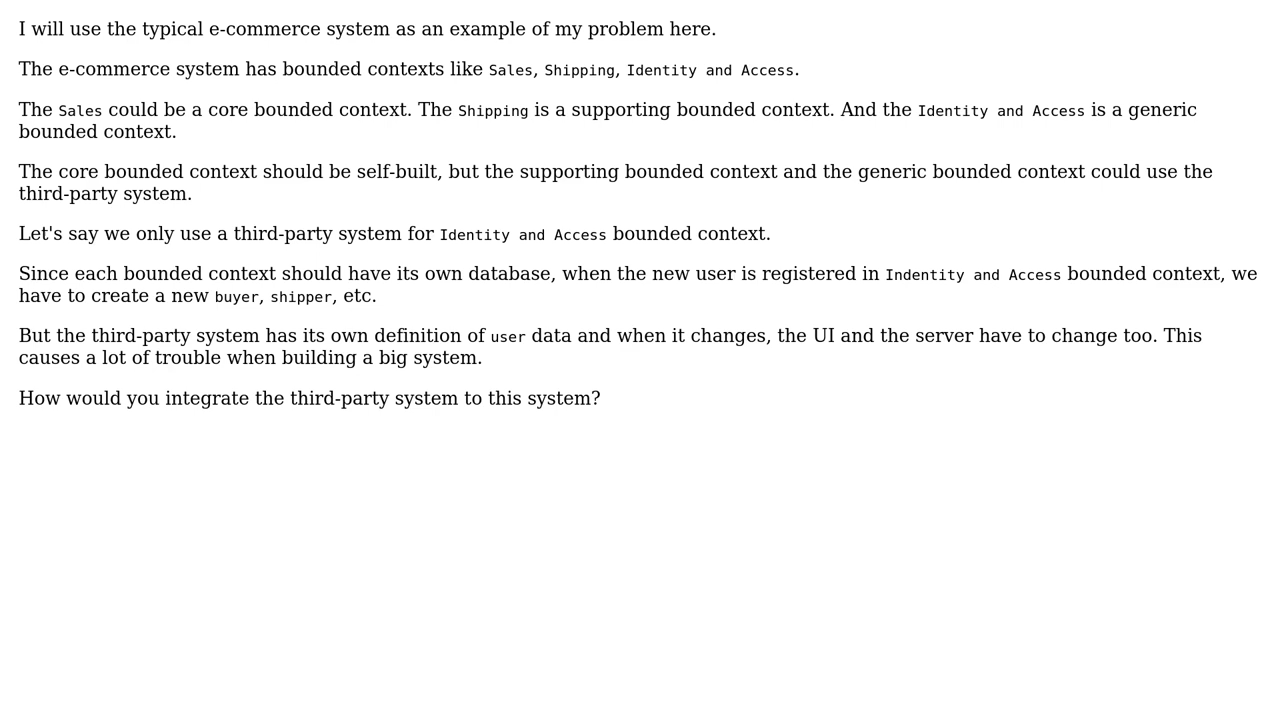 I will use the typical e-commerce system as an example of my problem here.
The e-commerce system has bounded contexts like Sales, Shipping, Identity and Access.
The Sales could be a core bounded context. The Shipping is a supporting bounded context. And the Identity and Access is a generic
bounded context.
The core bounded context should be self-built, but the supporting bounded context and the generic bounded context could use the
third-party system.
Let's say we only use a third-party system for Identity and Access bounded context.
Since each bounded context should have its own database, when the new user is registered in Indentity and Access bounded context, we
have to create a new buyer, shipper, etc.
But the third-party system has its own definition of user data and when it changes, the UI and the server have to change too. This
causes a lot of trouble when building a big system.
How would you integrate the third-party system to this system?